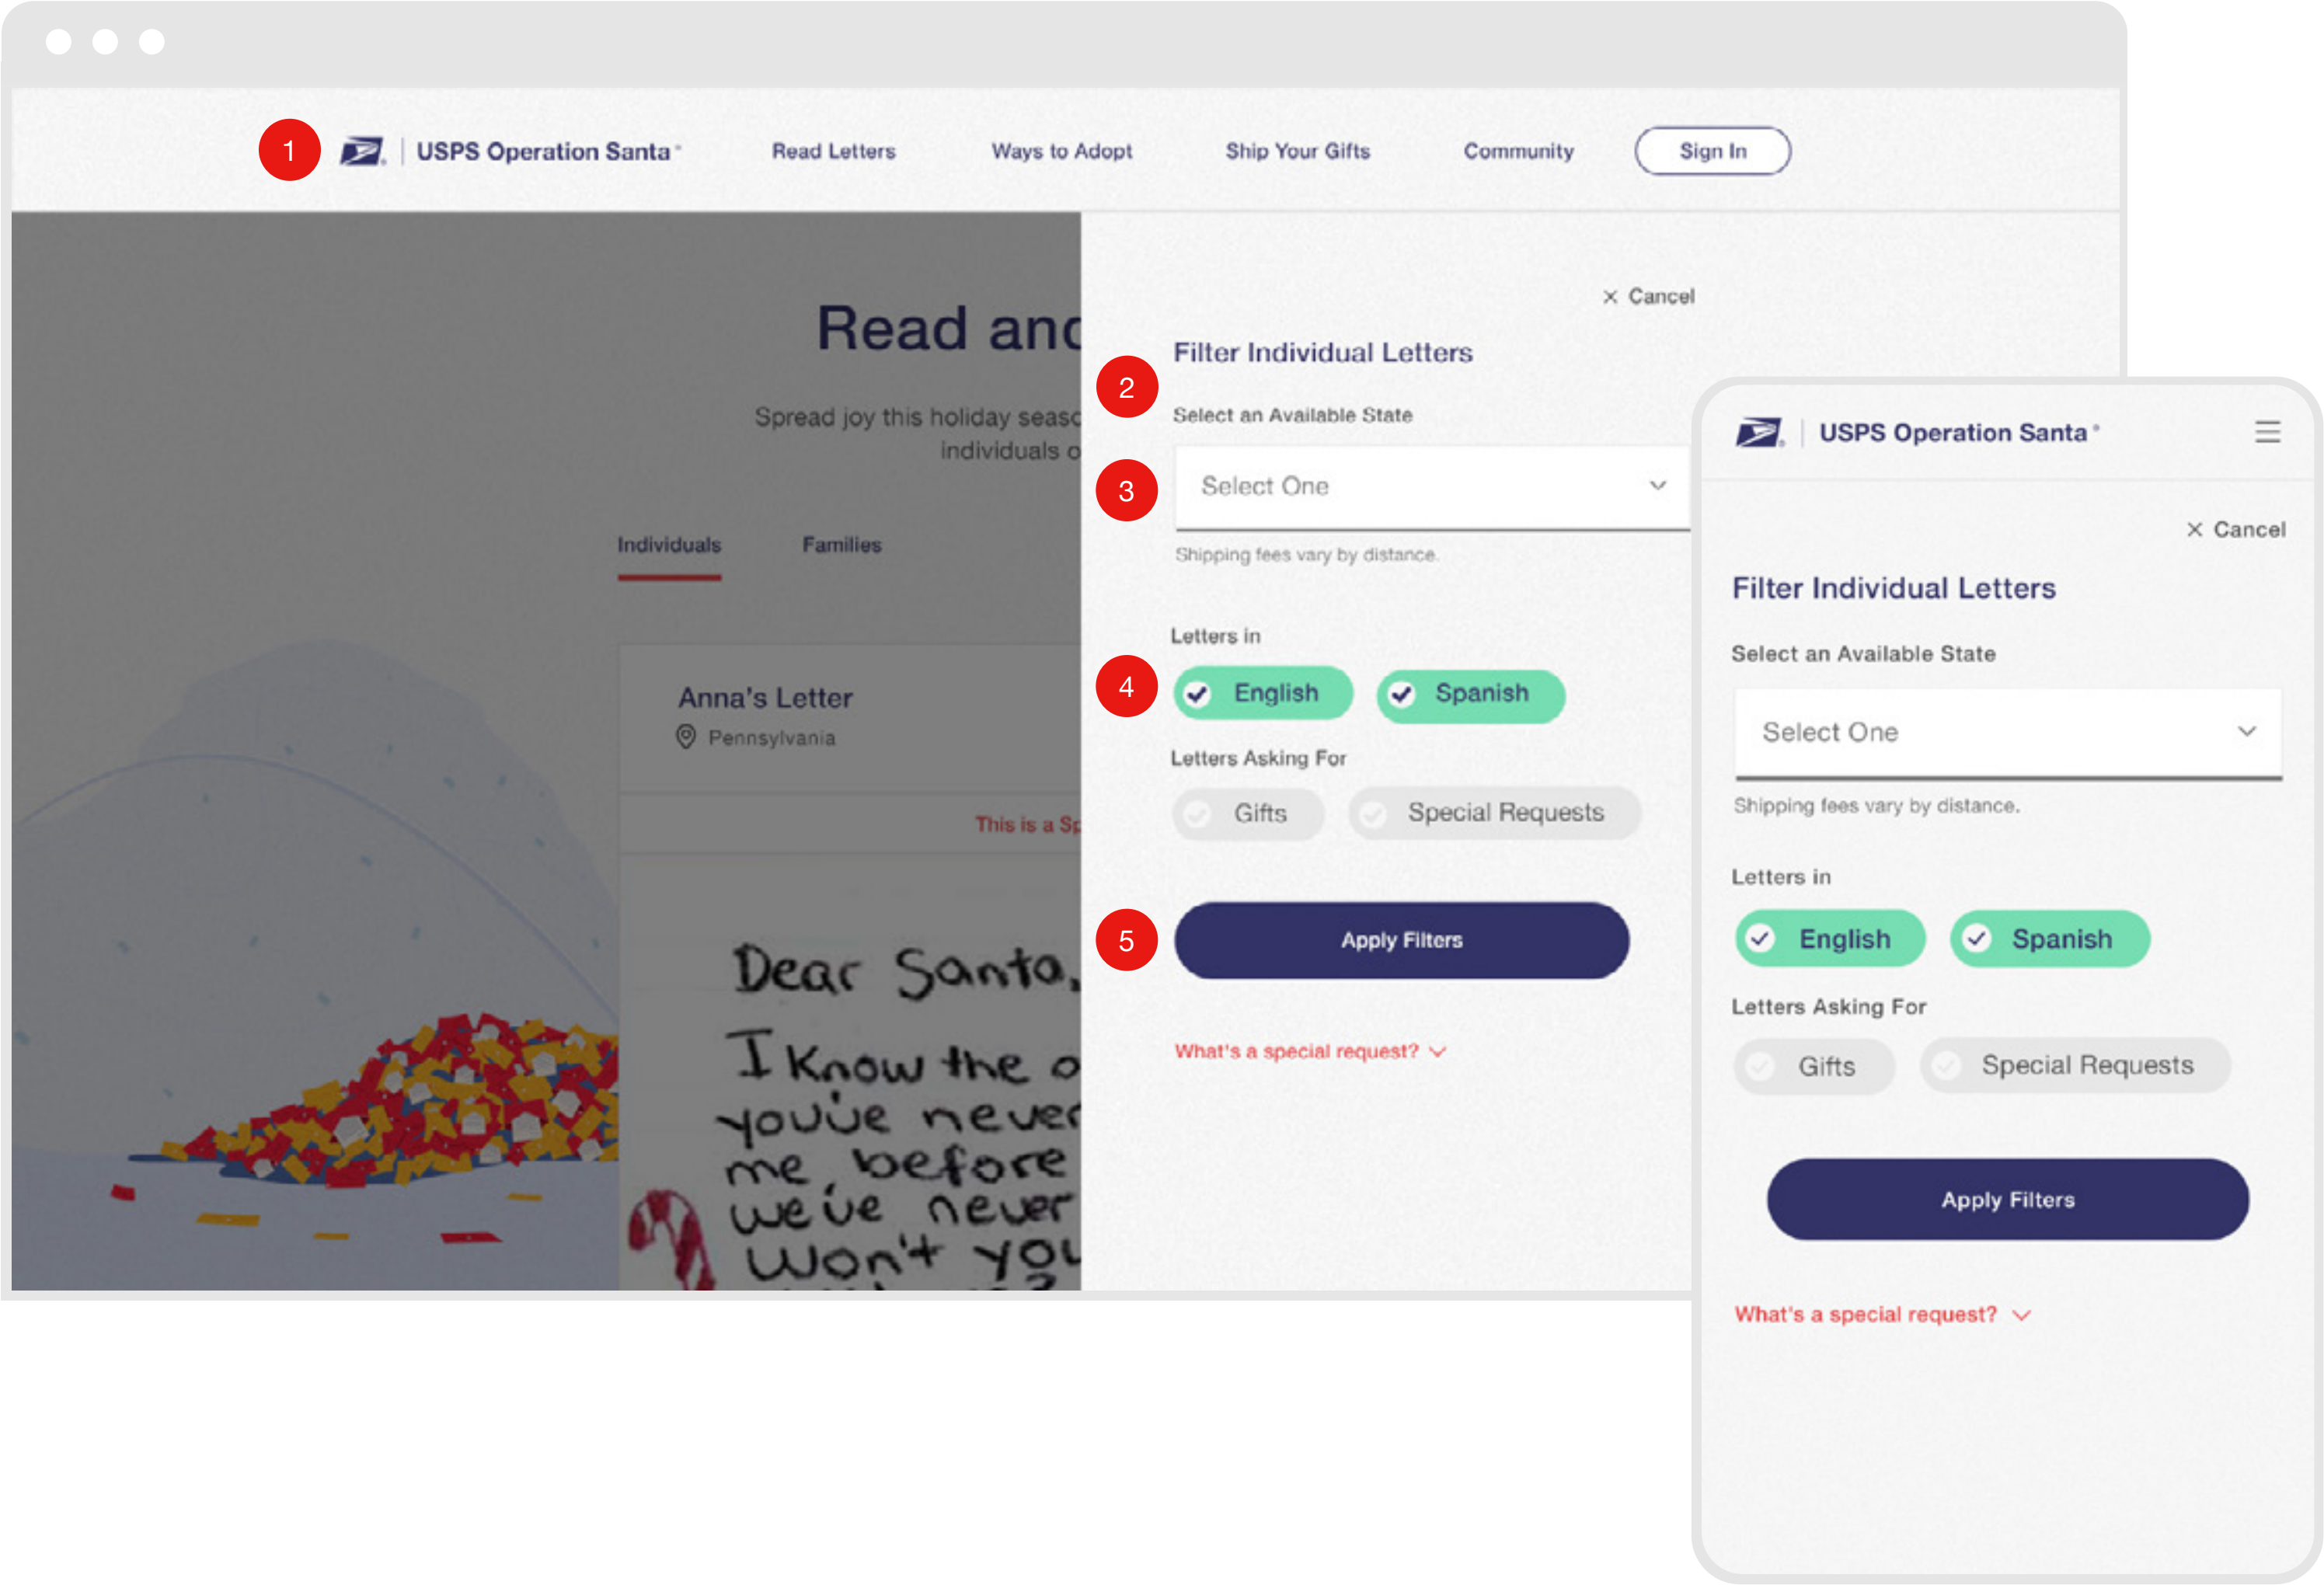 1 USPS Operation Santa® Read Letters Ways to Adopt Ship Your Gifts Community Sign In
Read and
Spread joy this holiday seaso
individuals o
Individuals Families
Anna's Letter
Pennsylvania
This is a Sp
Dear Santa,
I Know the o
you've never
me, before
we've never
Won't you
× Cancel
Filter Individual Letters
2
Select an Available State
3 Select One
Shipping fees vary by distance.
Letters in
4 English Spanish
Letters Asking For
Gifts Special Requests
5 Apply Filters
What's a special request?
USPS Operation Santa®
× Cancel
Filter Individual Letters
Select an Available State
Select One
Shipping fees vary by distance.
Letters in
English Spanish
Letters Asking For
Gifts Special Requests
Apply Filters
What's a special request?